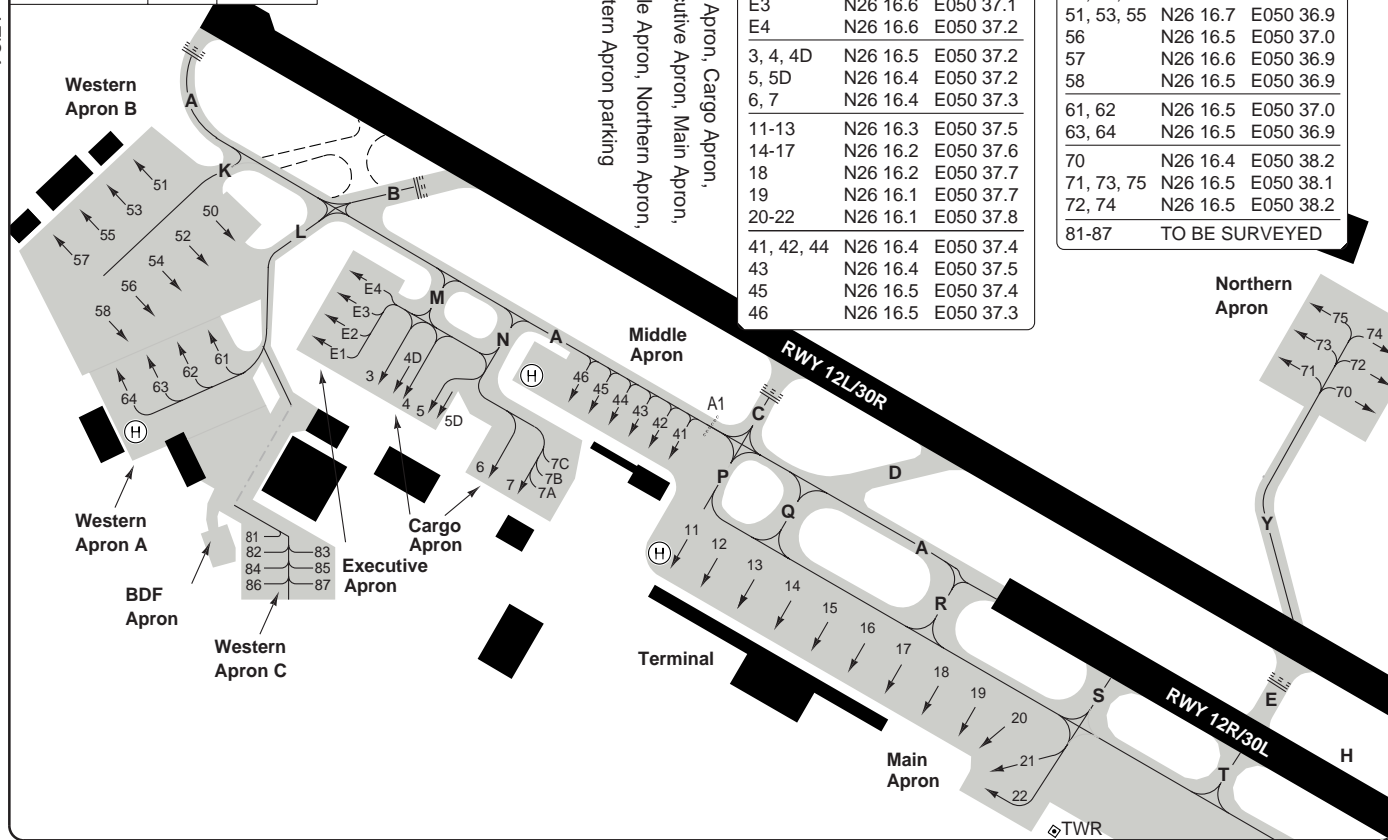 Apron, Cargo Apron,
cutive Apron, Main Apron,
le Apron, Northern Apron,
tern Apron parking
E3 N26 16.6 E050 37.1
E4 N26 16.6 E050 37.2
3, 4, 4D N26 16.5 E050 37.2
5, 5D N26 16.4 E050 37.2
6, 7 N26 16.4 E050 37.3
11-13 N26 16.3 E050 37.5
14-17 N26 16.2 E050 37.6
18 N26 16.2 E050 37.7
19 N26 16.1 E050 37.7
20-22 N26 16.1 E050 37.8
41, 42, 44 N26 16.4 E050 37.4
43 N26 16.4 E050 37.5
45 N26 16.5 E050 37.4
46 N26 16.5 E050 37.3
51, 53, 55 N26 16.7 E050 36.9
56 N26 16.5 E050 37.0
57 N26 16.6 E050 36.9
58 N26 16.5 E050 36.9
61, 62 N26 16.5 E050 37.0
63, 64 N26 16.5 E050 36.9
70 N26 16.4 E050 38.2
71, 73, 75 N26 16.5 E050 38.1
72, 74 N26 16.5 E050 38.2
81-87 TO BE SURVEYED
Western
Apron B
A
K
B
L
51
53
55
57
50
52
54
56
58
61
62
63
64
H
E4
E3
E2
E1
M
N
A
3
4D
4
5
5D
6
7
7C
7B
7A
H
Middle
Apron
46
45
44
43
42
41
A1
C
RWY 12L/30R
D
P
Q
A
R
S
Northern
Apron
75
74
73
72
71
70
Y
E
H
T
RWY 12R/30L
Western
Apron A
BDF
Apron
81
82
83
84
85
86
87
Western
Apron C
Executive
Apron
Cargo
Apron
H
11
12
13
14
15
16
17
18
19
20
21
22
Terminal
Main
Apron
TWR